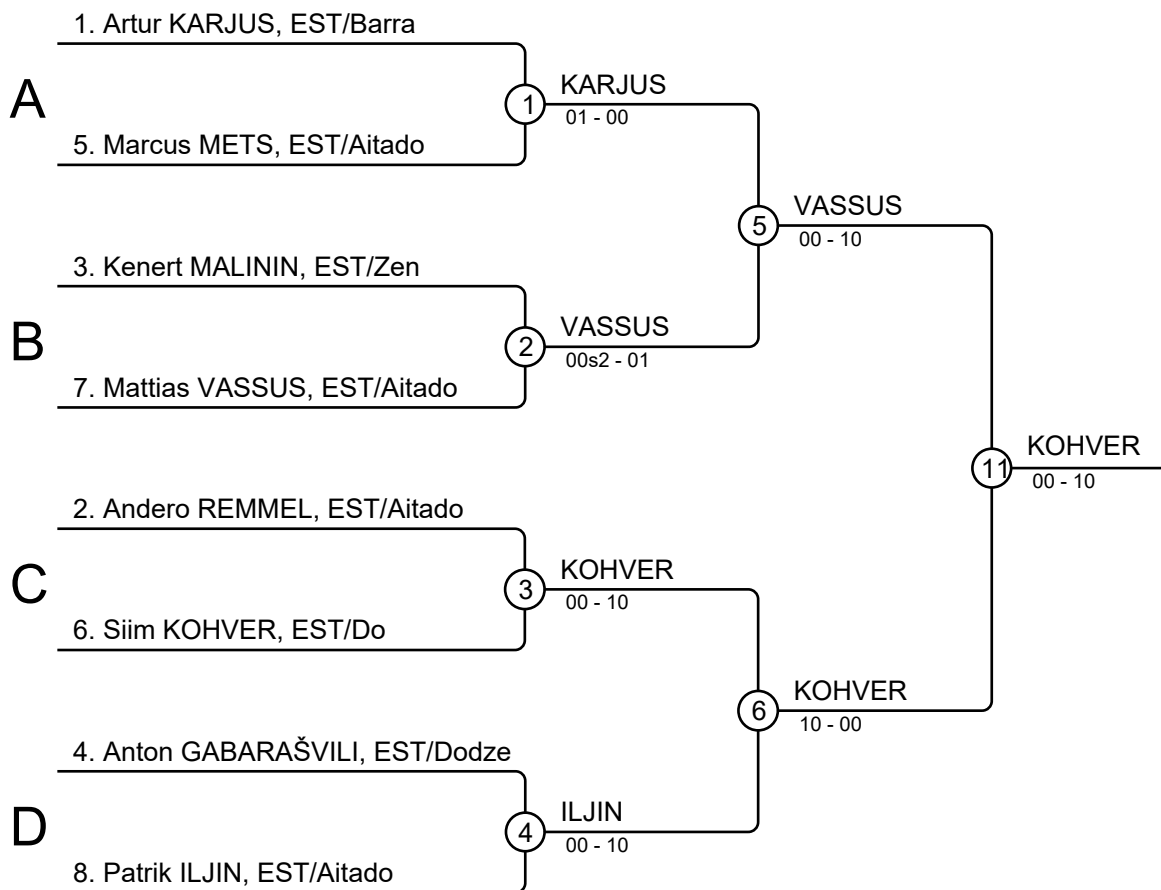 1. Artur KARJUS, EST/Barra
A
1
KARJUS
01 - 00
5. Marcus METS, EST/Aitado
5
VASSUS
00 - 10
3. Kenert MALININ, EST/Zen
B
2
VASSUS
00s2 - 01
7. Mattias VASSUS, EST/Aitado
11
KOHVER
00 - 10
2. Andero REMMEL, EST/Aitado
C
3
KOHVER
00 - 10
6. Siim KOHVER, EST/Do
6
KOHVER
10 - 00
4. Anton GABARAŠVILI, EST/Dodze
D
4
ILJIN
00 - 10
8. Patrik ILJIN, EST/Aitado